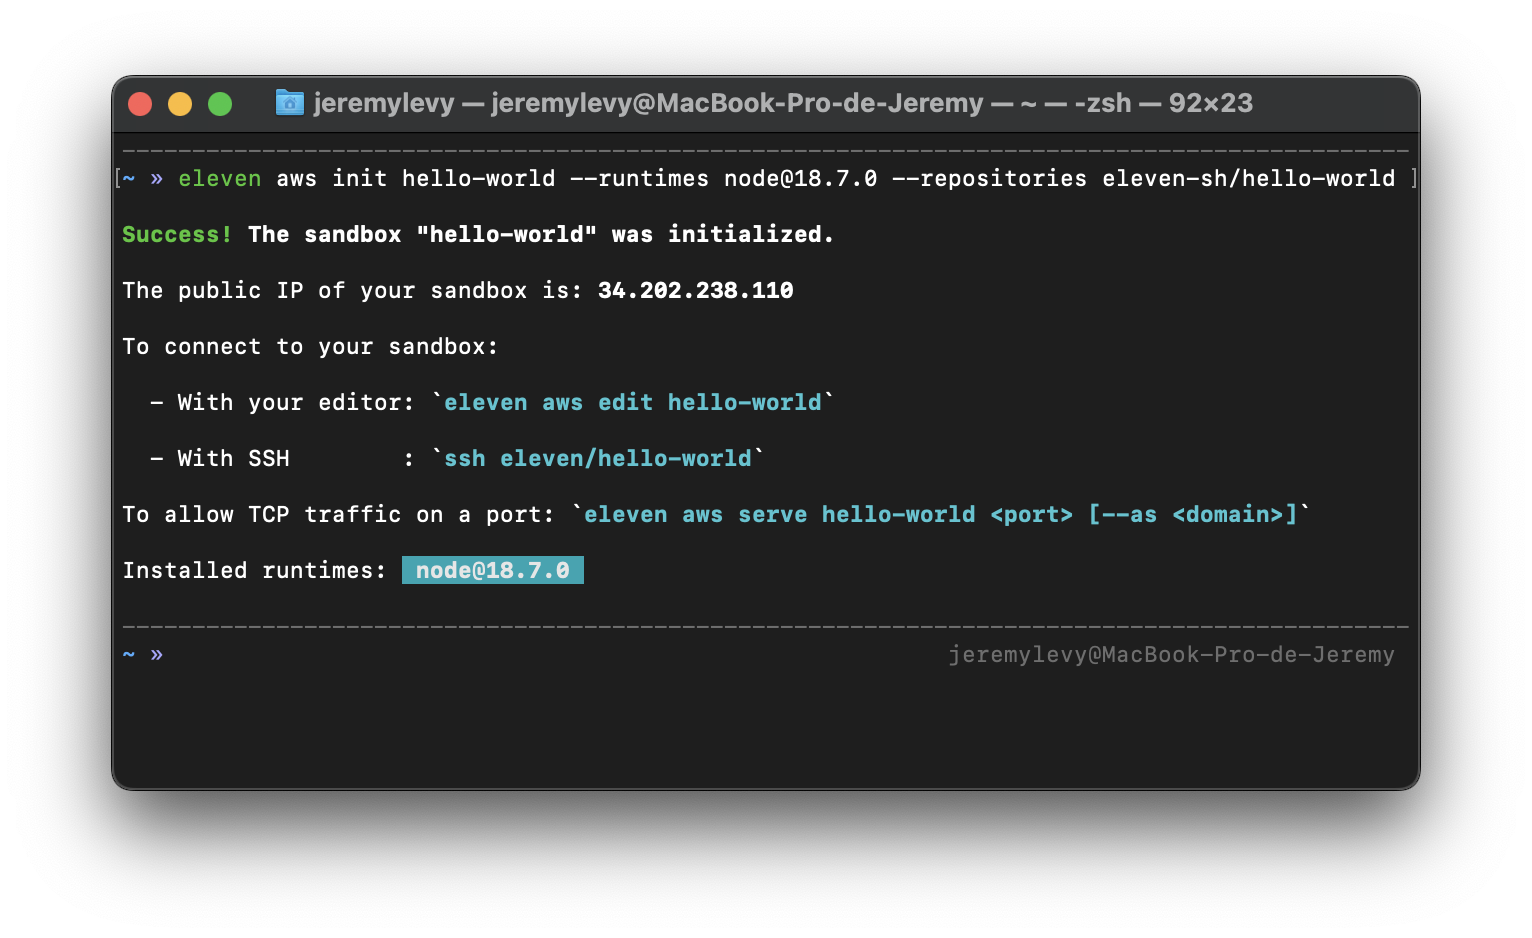 jeremylevy — jeremylevy@MacBook-Pro-de-Jeremy — ~ — -zsh — 92×23
[~ » eleven aws init hello-world --runtimes node@18.7.0 --repositories eleven-sh/hello-world ]
Success! The sandbox "hello-world" was initialized.
The public IP of your sandbox is: 34.202.238.110
To connect to your sandbox:
- With your editor: `eleven aws edit hello-world`
- With SSH        : `ssh eleven/hello-world`
To allow TCP traffic on a port: `eleven aws serve hello-world <port> [--as <domain>]`
Installed runtimes: node@18.7.0
~ » jeremylevy@MacBook-Pro-de-Jeremy